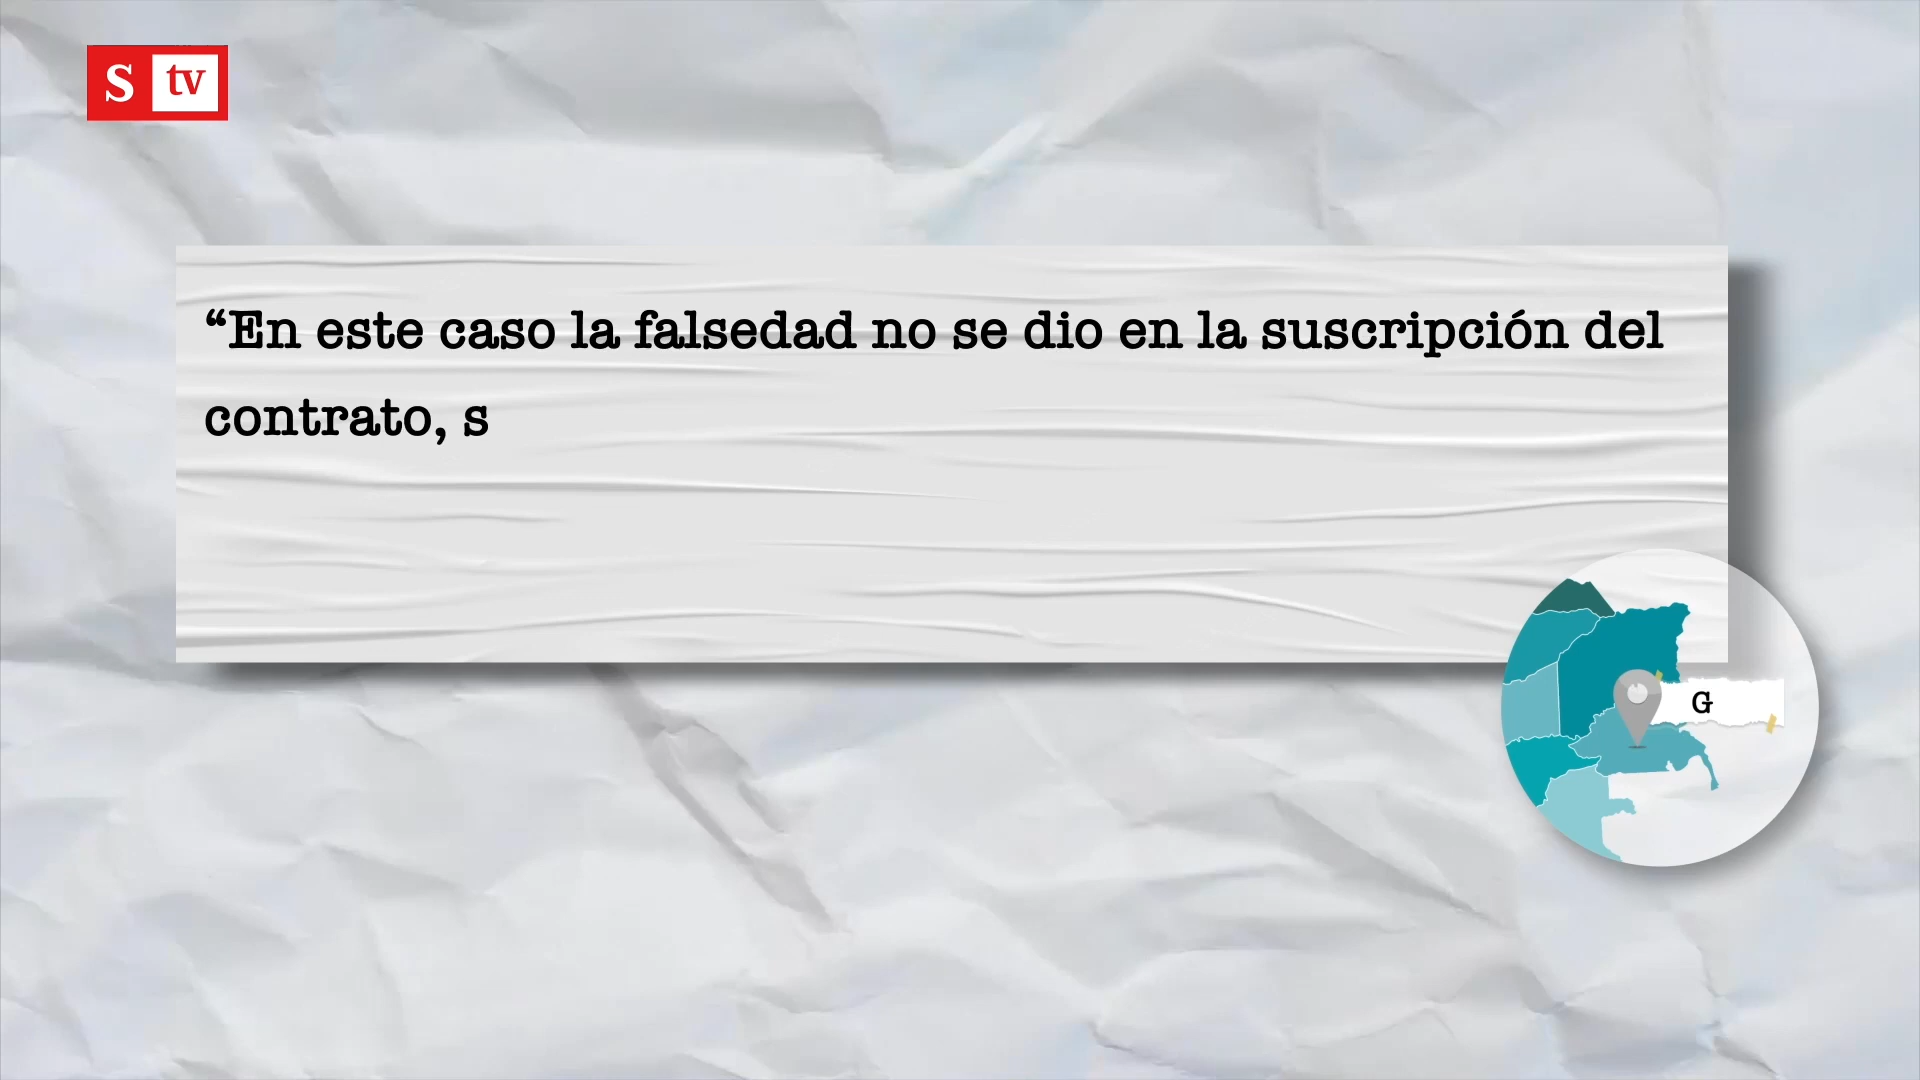 S tv
“En este caso la falsedad no se dio en la suscripción del
contrato, s
G